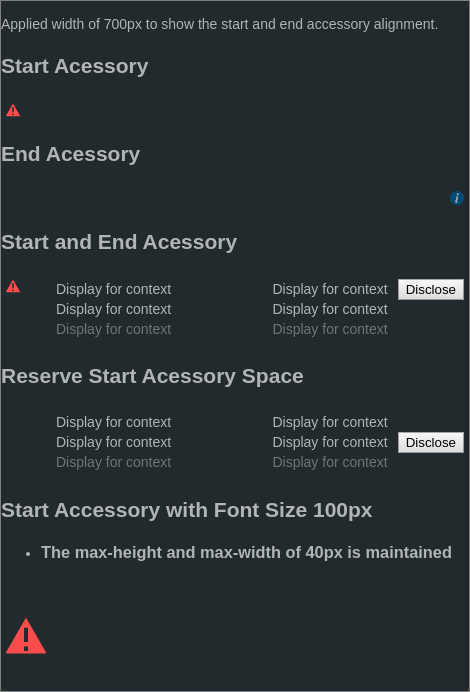 Applied width of 700px to show the start and end accessory alignment.
Start Acessory
End Acessory
i
Start and End Acessory
Display for context Display for context Disclose
Display for context Display for context
Display for context Display for context
Reserve Start Acessory Space
Display for context Display for context
Display for context Display for context Disclose
Display for context Display for context
Start Accessory with Font Size 100px
• The max-height and max-width of 40px is maintained